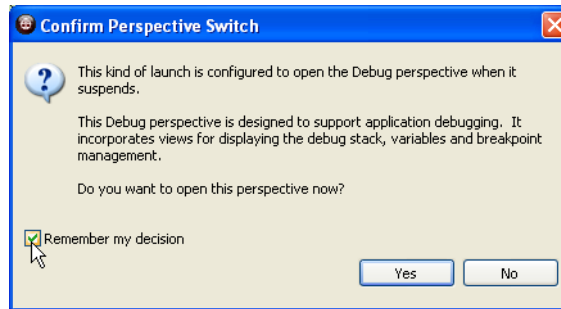 Confirm Perspective Switch
This kind of launch is configured to open the Debug perspective when it
suspends.
This Debug perspective is designed to support application debugging. It
incorporates views for displaying the debug stack, variables and breakpoint
management.
Do you want to open this perspective now?
Remember my decision
Yes No